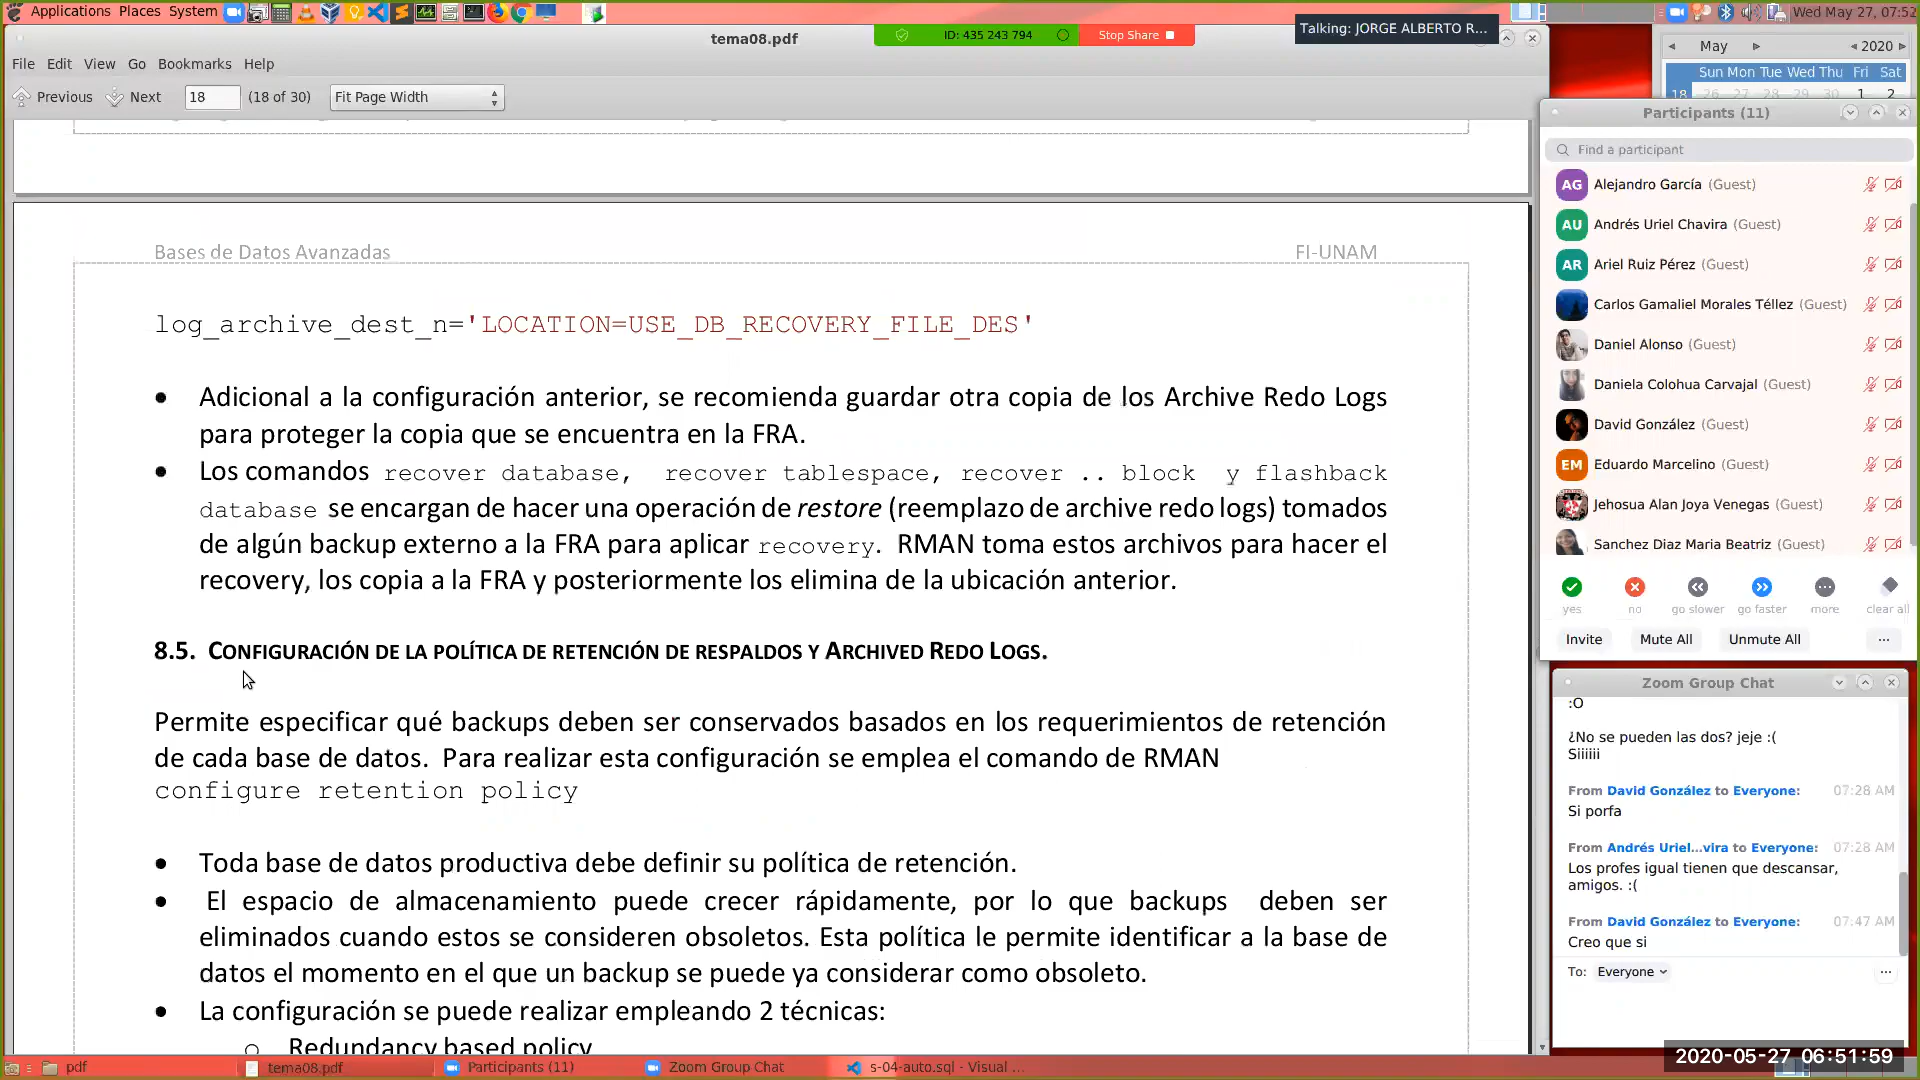 Applications Places System
Wed May 27, 07:52
tema08.pdf
ID: 435 243 794
Stop Share
Talking: JORGE ALBERTO R...
File Edit View Go Bookmarks Help
Previous Next 18 (18 of 30) Fit Page Width
Bases de Datos Avanzadas
FI-UNAM
log_archive_dest_n='LOCATION=USE_DB_RECOVERY_FILE_DES'
• Adicional a la configuración anterior, se recomienda guardar otra copia de los Archive Redo Logs
para proteger la copia que se encuentra en la FRA.
• Los comandos recover database, recover tablespace, recover .. block y flashback
database se encargan de hacer una operación de restore (reemplazo de archive redo logs) tomados
de algún backup externo a la FRA para aplicar recovery. RMAN toma estos archivos para hacer el
recovery, los copia a la FRA y posteriormente los elimina de la ubicación anterior.
8.5. CONFIGURACIÓN DE LA POLÍTICA DE RETENCIÓN DE RESPALDOS Y ARCHIVED REDO LOGS.
Permite especificar qué backups deben ser conservados basados en los requerimientos de retención
de cada base de datos. Para realizar esta configuración se emplea el comando de RMAN
configure retention policy
• Toda base de datos productiva debe definir su política de retención.
• El espacio de almacenamiento puede crecer rápidamente, por lo que backups deben ser
eliminados cuando estos se consideren obsoletos. Esta política le permite identificar a la base de
datos el momento en el que un backup se puede ya considerar como obsoleto.
• La configuración se puede realizar empleando 2 técnicas:
o Redundancy based policy
May 2020
Sun Mon Tue Wed Thu Fri Sat
18 26 27 28 29 30 1 2
Participants (11)
Find a participant
AG Alejandro García (Guest)
AU Andrés Uriel Chavira (Guest)
AR Ariel Ruiz Pérez (Guest)
Carlos Gamaliel Morales Téllez (Guest)
Daniel Alonso (Guest)
Daniela Colohua Carvajal (Guest)
David González (Guest)
EM Eduardo Marcelino (Guest)
Jehosua Alan Joya Venegas (Guest)
Sanchez Diaz Maria Beatriz (Guest)
yes no go slower go faster more clear all
Invite Mute All Unmute All ...
Zoom Group Chat
:O
¿No se pueden las dos? jeje :(
Siiiiii
From David González to Everyone: 07:28 AM
Si porfa
From Andrés Uriel...vira to Everyone: 07:28 AM
Los profes igual tienen que descansar,
amigos. :(
From David González to Everyone: 07:47 AM
Creo que si
To: Everyone ...
2020-05-27 06:51:59
pdf
tema08.pdf
Participants (11)
Zoom Group Chat
s-04-auto.sql - Visual ...